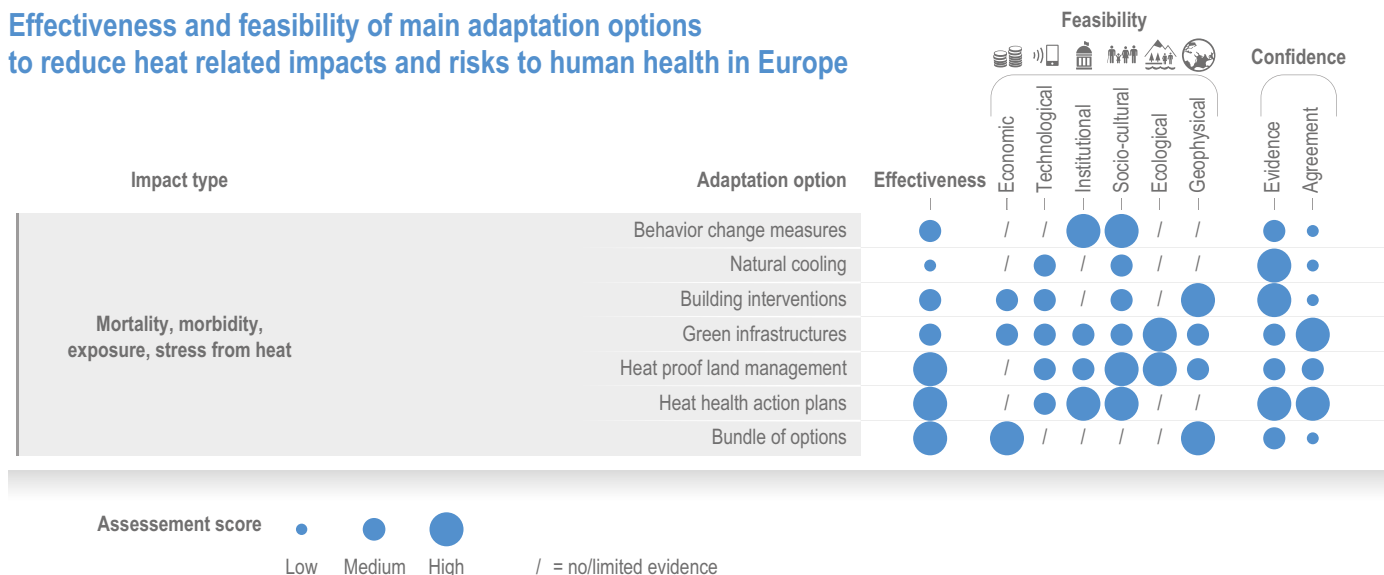 Effectiveness and feasibility of main adaptation options
to reduce heat related impacts and risks to human health in Europe
Feasibility
Confidence
Impact type
Adaptation option
Effectiveness
Economic
Technological
Institutional
Socio-cultural
Ecological
Geophysical
Evidence
Agreement
Mortality, morbidity,
exposure, stress from heat
Behavior change measures / / / /
Natural cooling / / / /
Building interventions / /
Green infrastructures
Heat proof land management /
Heat health action plans / / /
Bundle of options / / / /
Assessement score
Low Medium High / = no/limited evidence